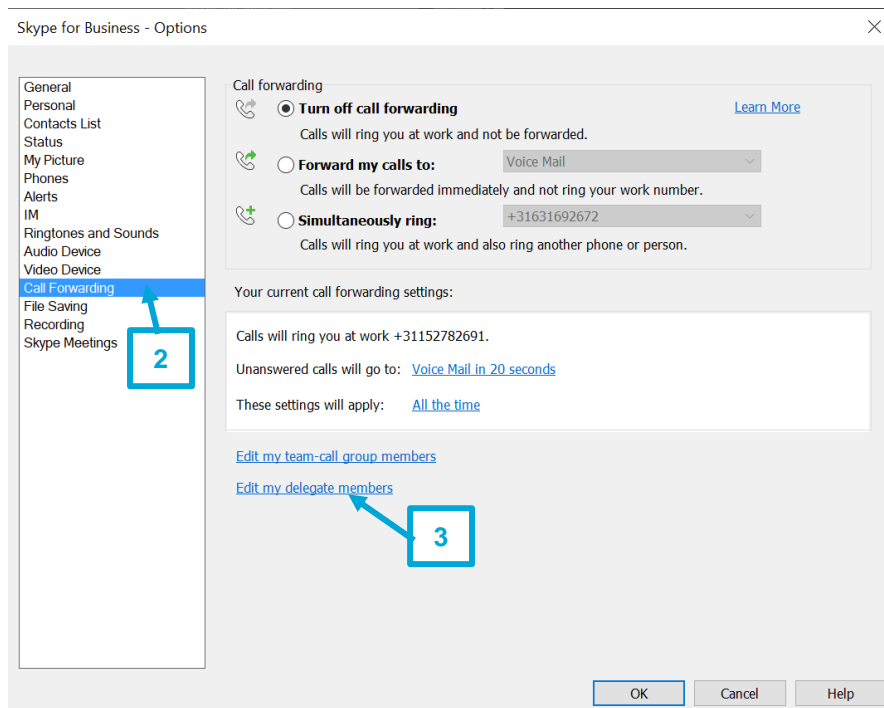 Skype for Business - Options
General
Personal
Contacts List
Status
My Picture
Phones
Alerts
IM
Ringtones and Sounds
Audio Device
Video Device
Call Forwarding
File Saving
Recording
Skype Meetings
2
Call forwarding
Turn off call forwarding
Learn More
Calls will ring you at work and not be forwarded.
Forward my calls to:
Voice Mail
Calls will be forwarded immediately and not ring your work number.
Simultaneously ring:
+31631692672
Calls will ring you at work and also ring another phone or person.
Your current call forwarding settings:
Calls will ring you at work +31152782691.
Unanswered calls will go to: Voice Mail in 20 seconds
These settings will apply: All the time
Edit my team-call group members
Edit my delegate members
3
OK
Cancel
Help